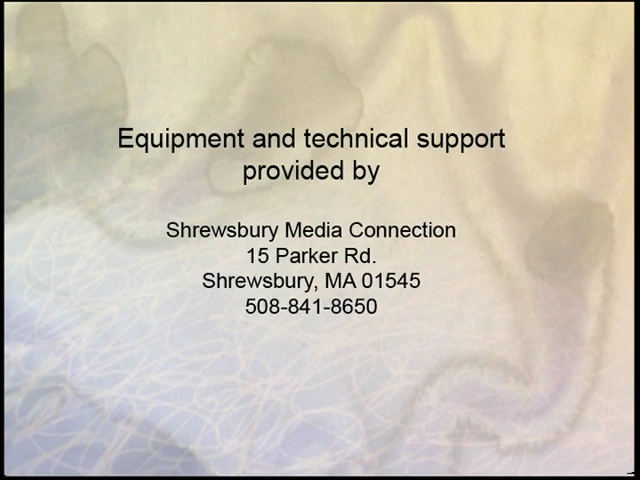 Equipment and technical support
provided by
Shrewsbury Media Connection
15 Parker Rd.
Shrewsbury, MA 01545
508-841-8650